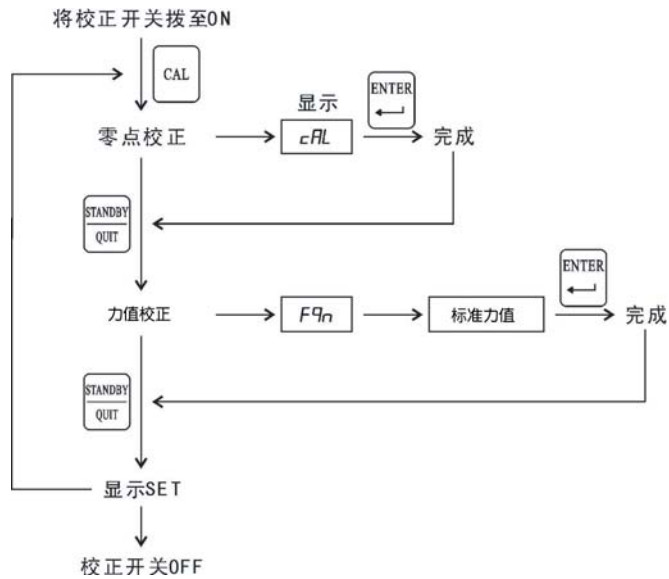 将校正开关拨至ON
CAL
显示
ENTER
零点校正
cAL
完成
STANDBY
QUIT
ENTER
力值校正
F9n
标准力值
完成
STANDBY
QUIT
显示SET
校正开关OFF